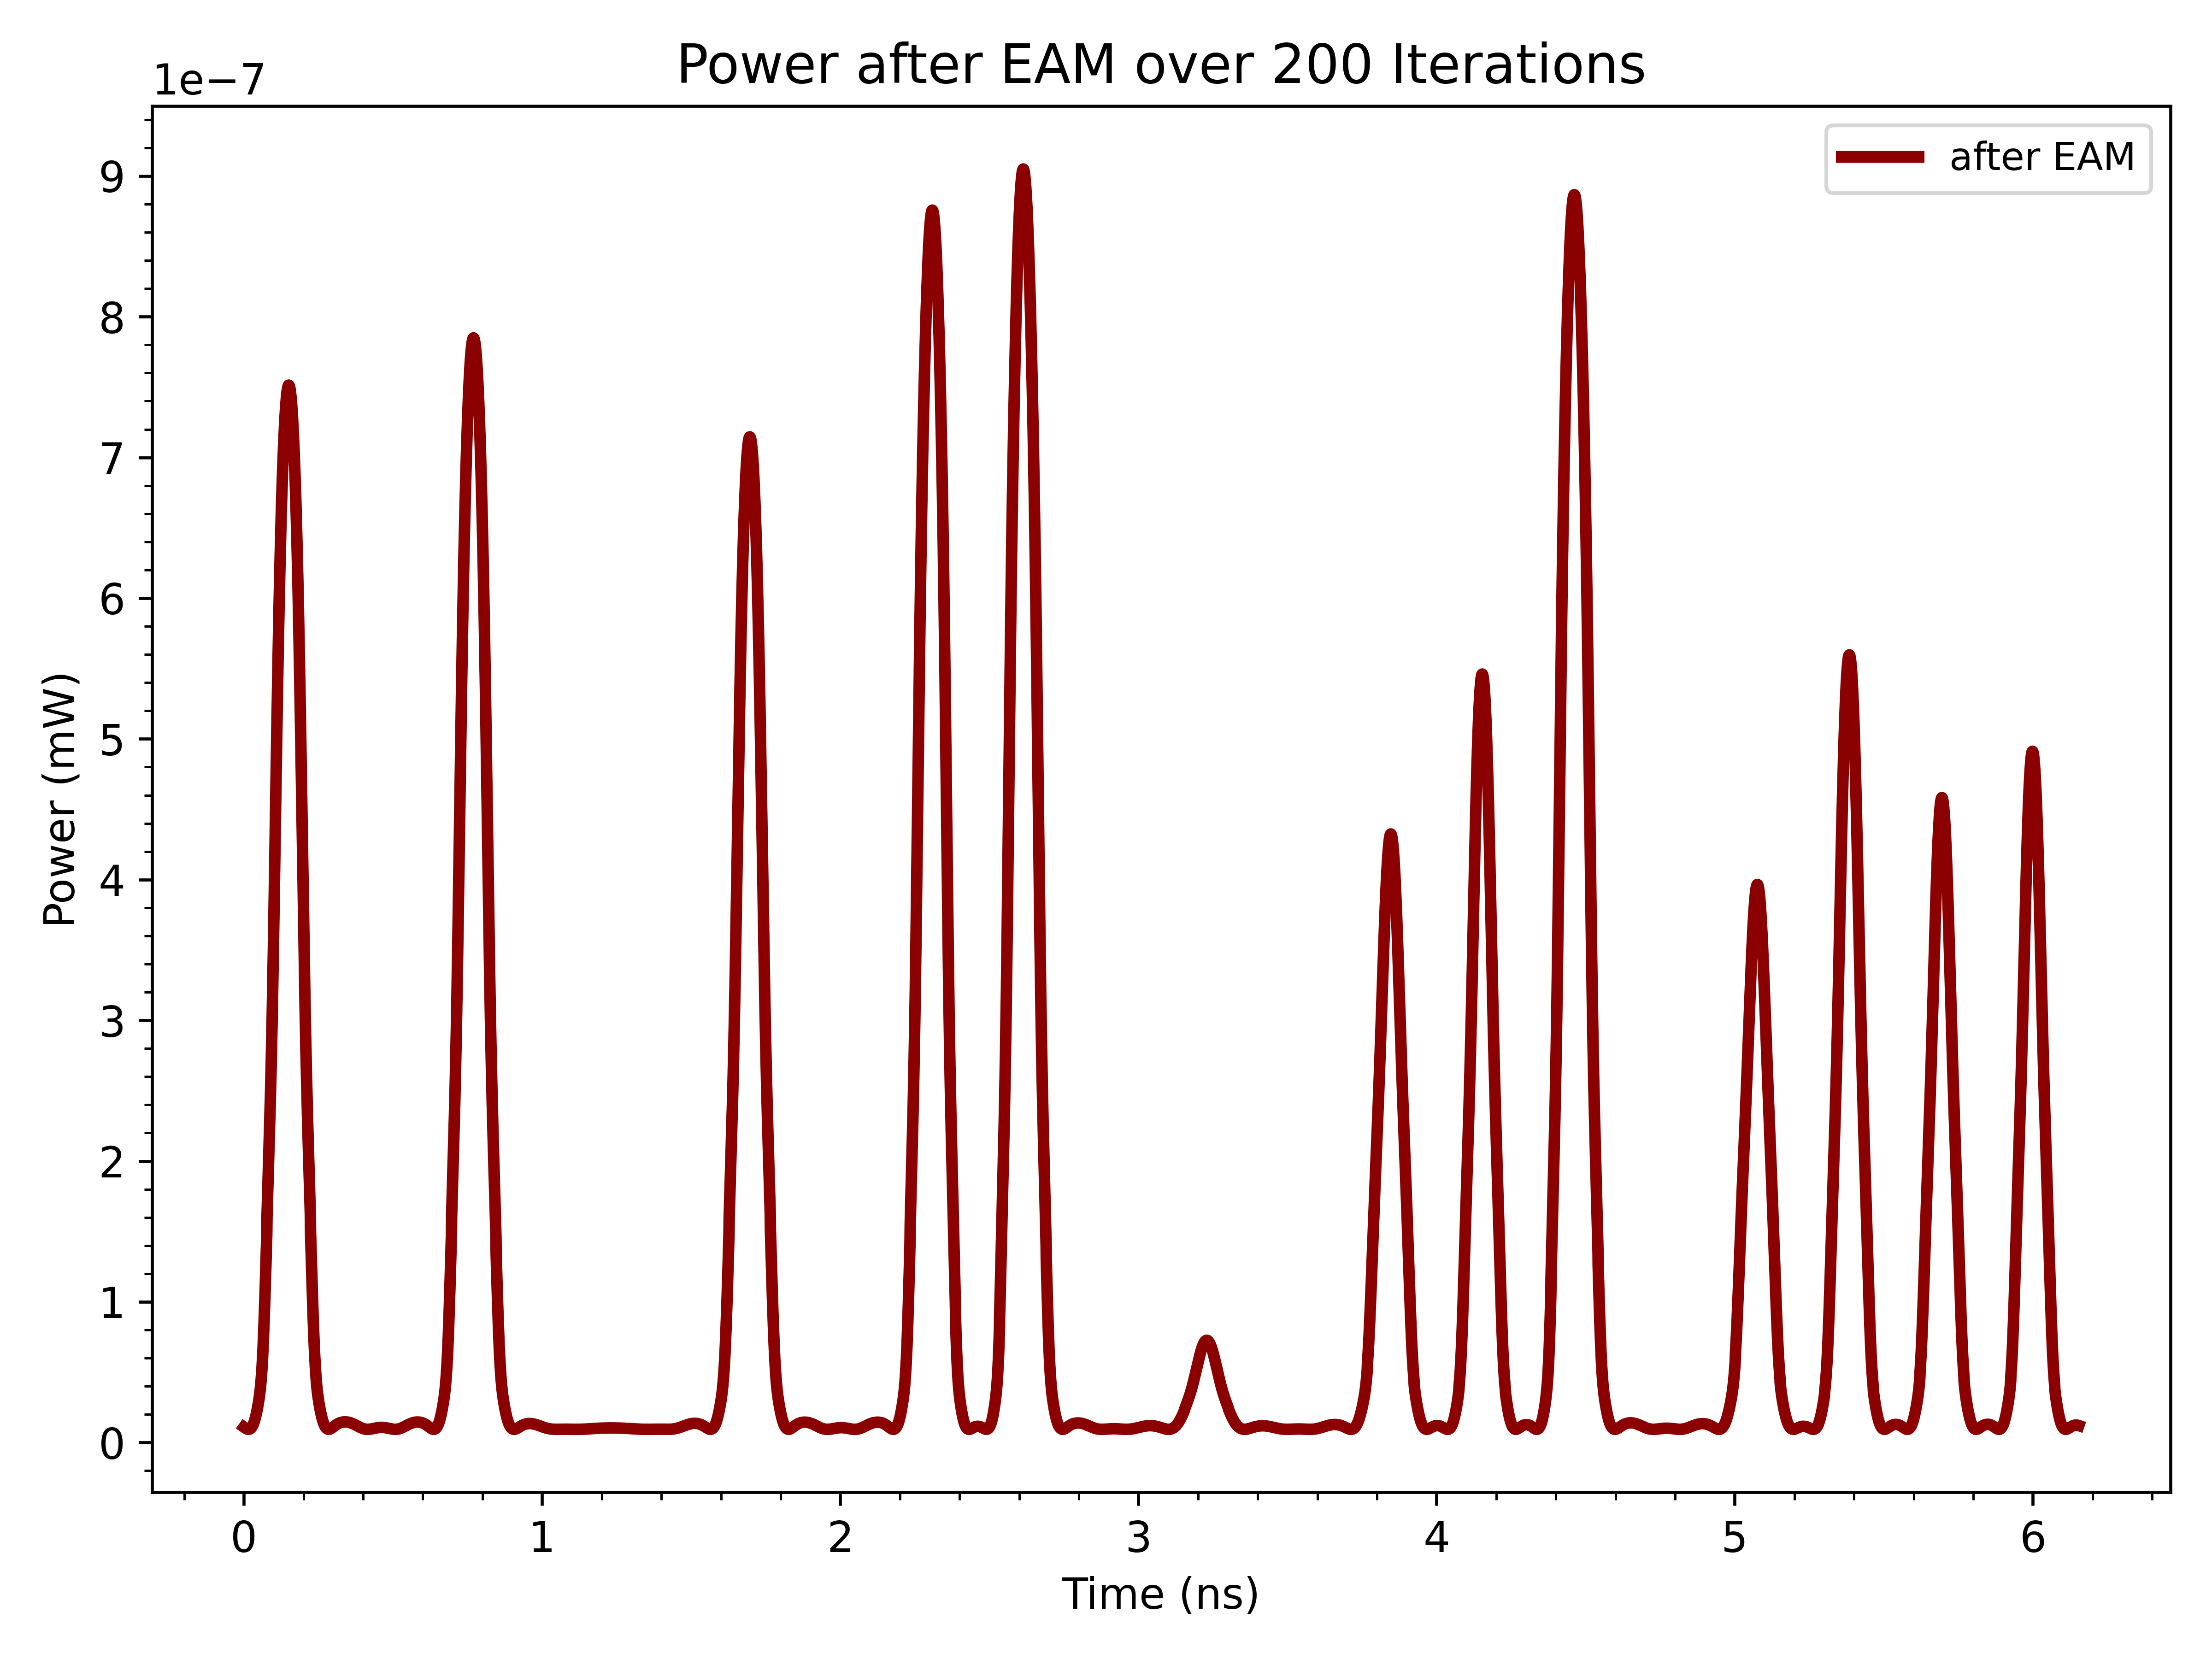 Power after EAM over 200 Iterations
1e−7
after EAM
9
8
7
6
5
4
3
2
1
0
Power (mW)
0 1 2 3 4 5 6
Time (ns)